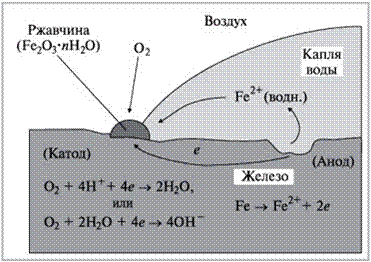 Воздух
Ржавчина
(Fe₂O₃·nH₂O)
O₂
Капля
воды
Fe²⁺(водн.)
(Катод)
e
(Анод)
Железо
O₂ + 4H⁺ + 4e → 2H₂O,
или
O₂ + 2H₂O + 4e → 4OH⁻
Fe → Fe²⁺ + 2e